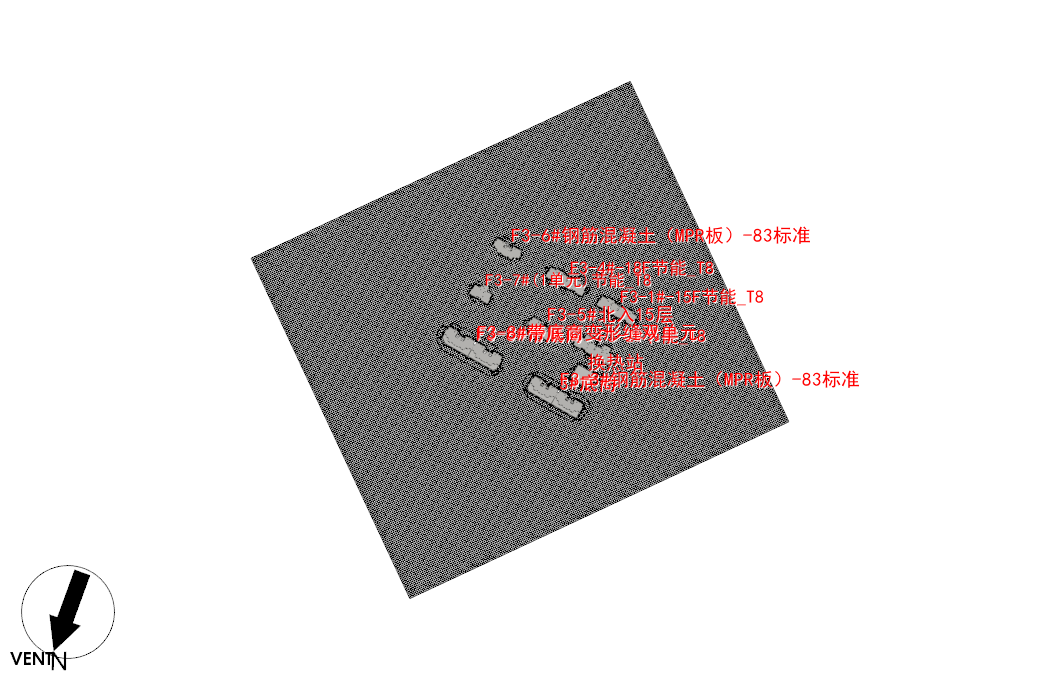 F3-6#钢筋混凝土（MPR板）-83标准
F3-4#-18F节能_T8
F3-7#(1单元)节能_T8
F3-1#-15F节能_T8
F3-5#北入15层
F3-8#带底商变形缝双单元
换热站
F3-3#钢筋混凝土（MPR板）-83标准
VENT
N